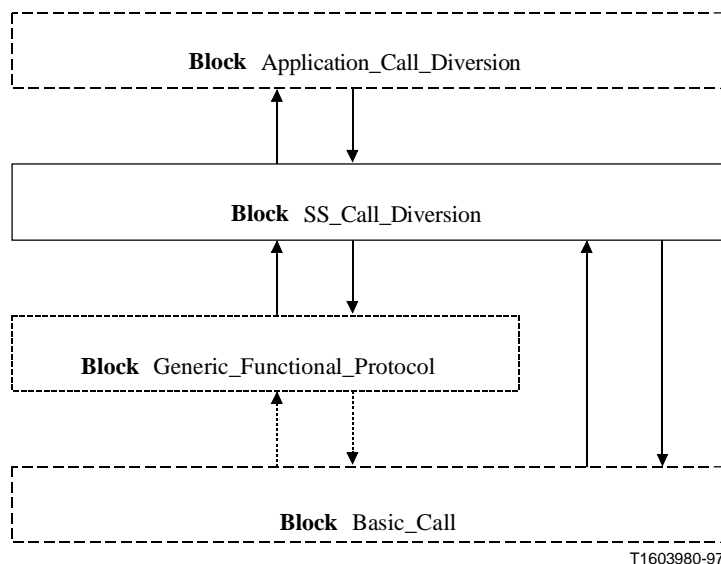 Block Application_Call_Diversion
Block SS_Call_Diversion
Block Generic_Functional_Protocol
Block Basic_Call
T1603980-97